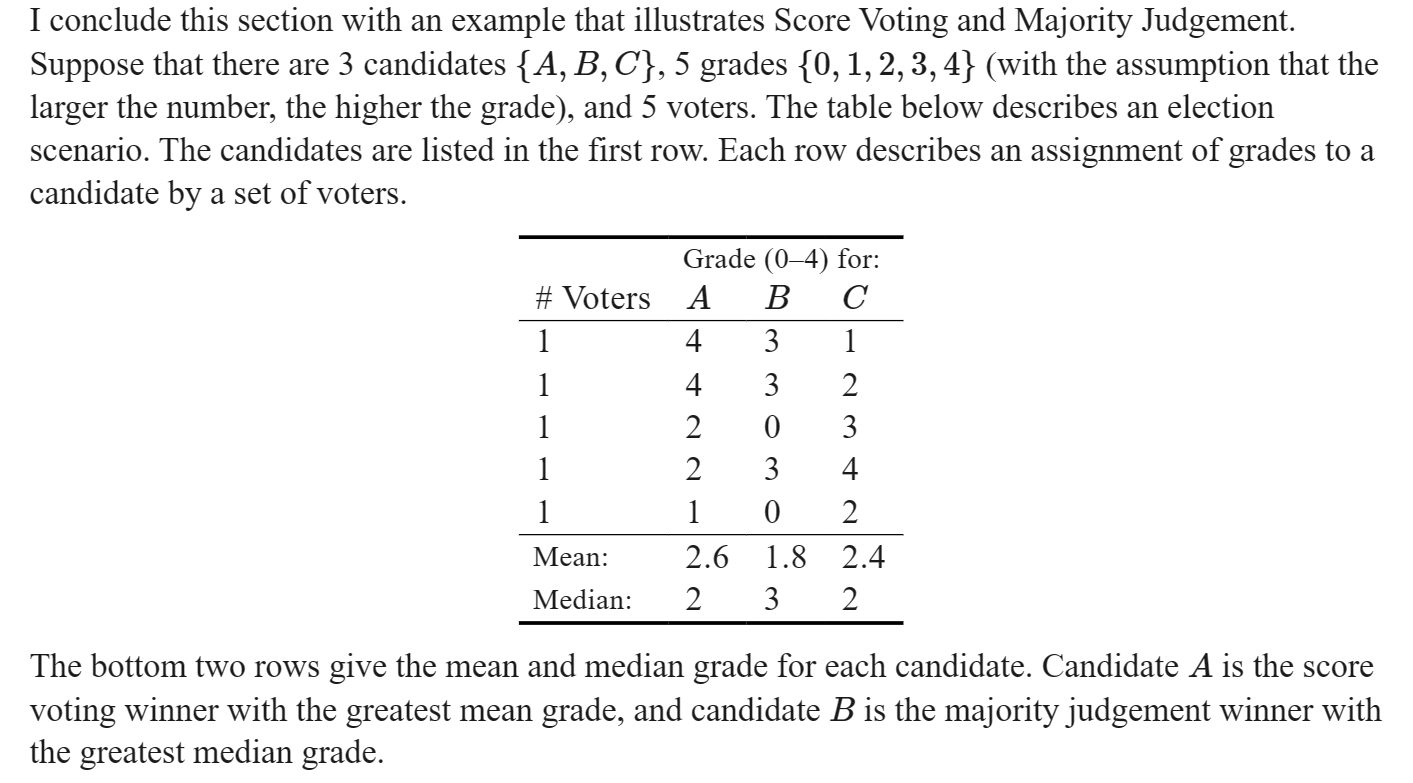 I conclude this section with an example that illustrates Score Voting and Majority Judgement.
Suppose that there are 3 candidates {A, B, C}, 5 grades {0, 1, 2, 3, 4} (with the assumption that the
larger the number, the higher the grade), and 5 voters. The table below describes an election
scenario. The candidates are listed in the first row. Each row describes an assignment of grades to a
candidate by a set of voters.
Grade (0–4) for:
# Voters A B C
1 4 3 1
1 4 3 2
1 2 0 3
1 2 3 4
1 1 0 2
Mean: 2.6 1.8 2.4
Median: 2 3 2
The bottom two rows give the mean and median grade for each candidate. Candidate A is the score
voting winner with the greatest mean grade, and candidate B is the majority judgement winner with
the greatest median grade.